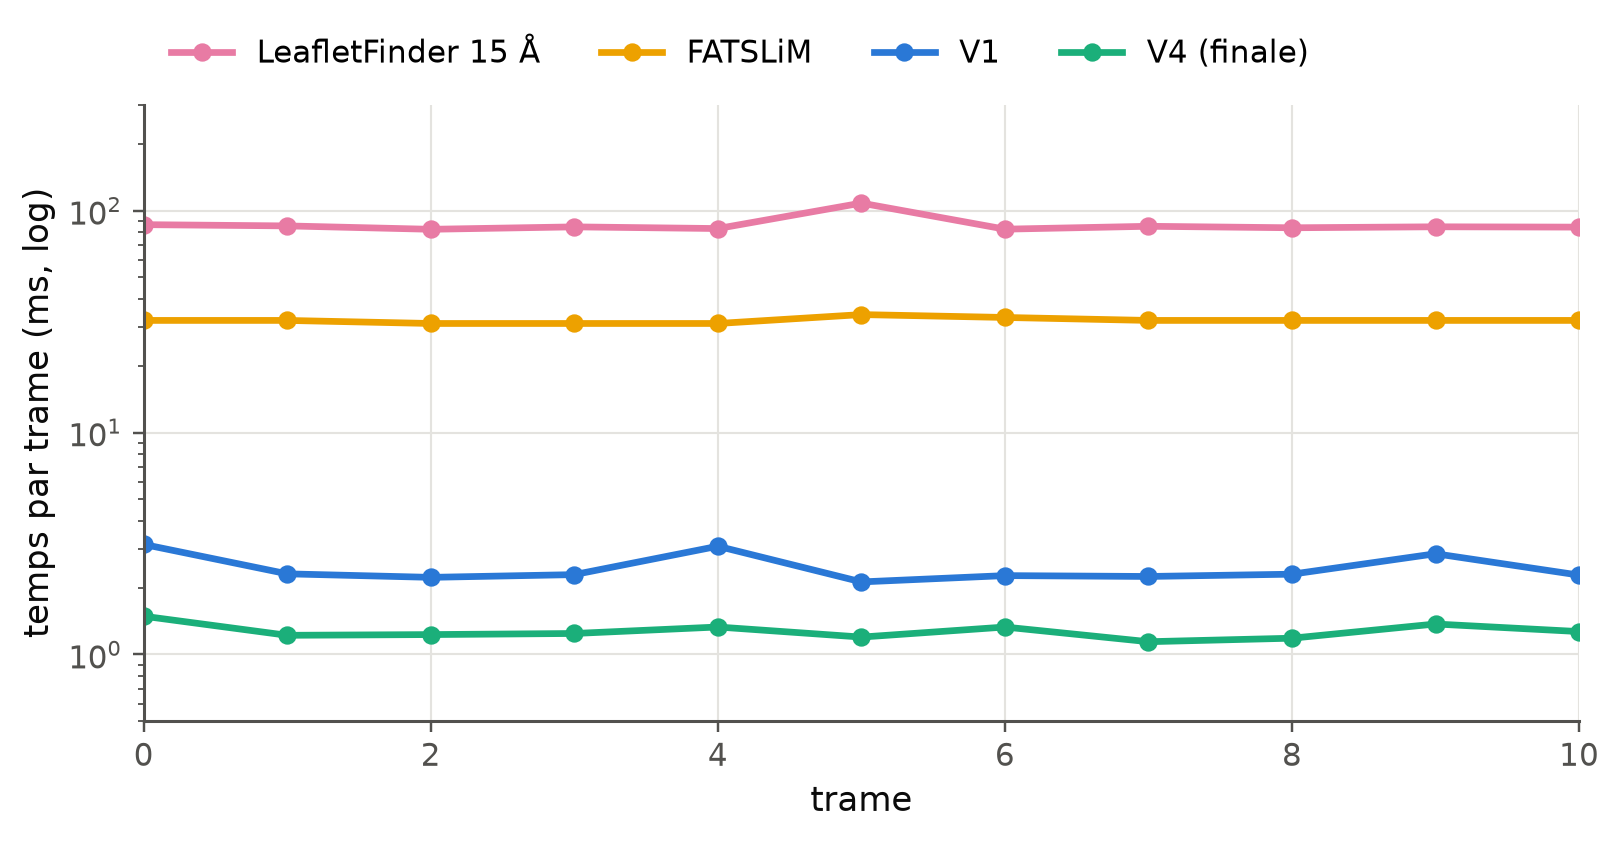 LeafletFinder 15 Å FATSLiM V1 V4 (finale)
temps par trame (ms, log)
10²
10¹
10⁰
0 2 4 6 8 10
trame